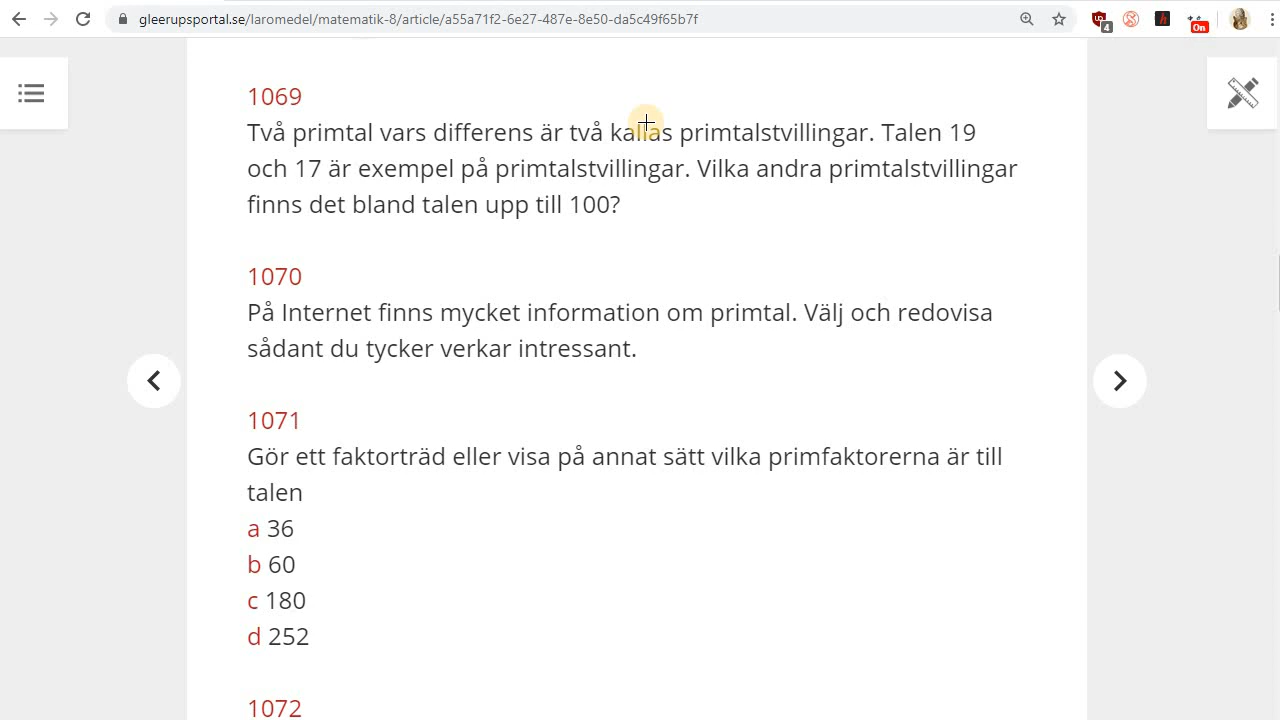 gleerupsportal.se/laromedel/matematik-8/article/a55a71f2-6e27-487e-8e50-da5c49f65b7f
4
On
1069
Två primtal vars differens är två kallas primtalstvillingar. Talen 19
och 17 är exempel på primtalstvillingar. Vilka andra primtalstvillingar
finns det bland talen upp till 100?
1070
På Internet finns mycket information om primtal. Välj och redovisa
sådant du tycker verkar intressant.
1071
Gör ett faktorträd eller visa på annat sätt vilka primfaktorerna är till
talen
a 36
b 60
c 180
d 252
1072